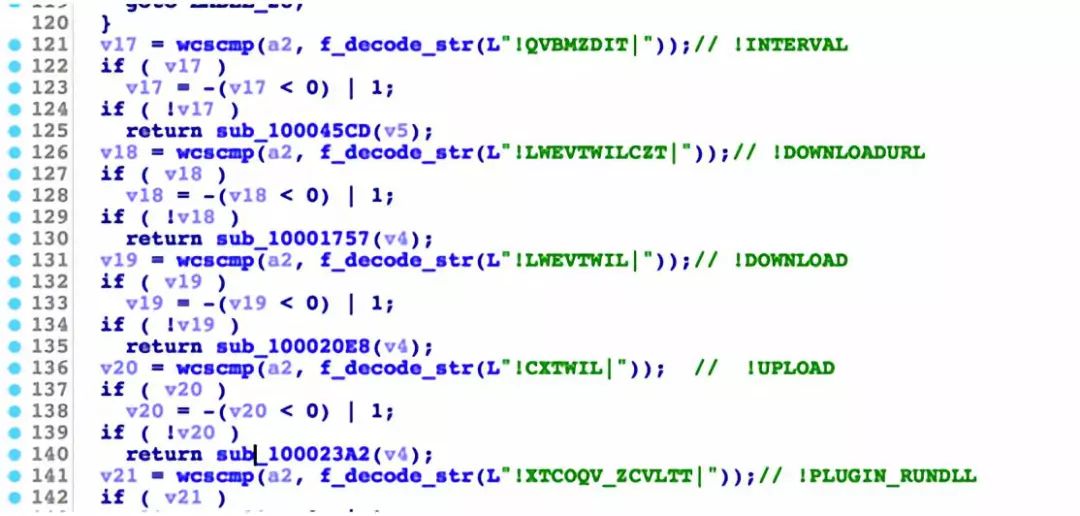 120 }
121 v17 = wcscmp(a2, f_decode_str(L"!QVBMZDIT|"));// !INTERVAL
122 if ( v17 )
123 v17 = -(v17 < 0) | 1;
124 if ( !v17 )
125 return sub_100045CD(v5);
126 v18 = wcscmp(a2, f_decode_str(L"!LWEVTWILCZT|"));// !DOWNLOADURL
127 if ( v18 )
128 v18 = -(v18 < 0) | 1;
129 if ( !v18 )
130 return sub_10001757(v4);
131 v19 = wcscmp(a2, f_decode_str(L"!LWEVTWIL|"));// !DOWNLOAD
132 if ( v19 )
133 v19 = -(v19 < 0) | 1;
134 if ( !v19 )
135 return sub_100020E8(v4);
136 v20 = wcscmp(a2, f_decode_str(L"!CXTWIL|")); // !UPLOAD
137 if ( v20 )
138 v20 = -(v20 < 0) | 1;
139 if ( !v20 )
140 return sub_100023A2(v4);
141 v21 = wcscmp(a2, f_decode_str(L"!XTCOQV_ZCVLTT|"));// !PLUGIN_RUNDLL
142 if ( v21 )